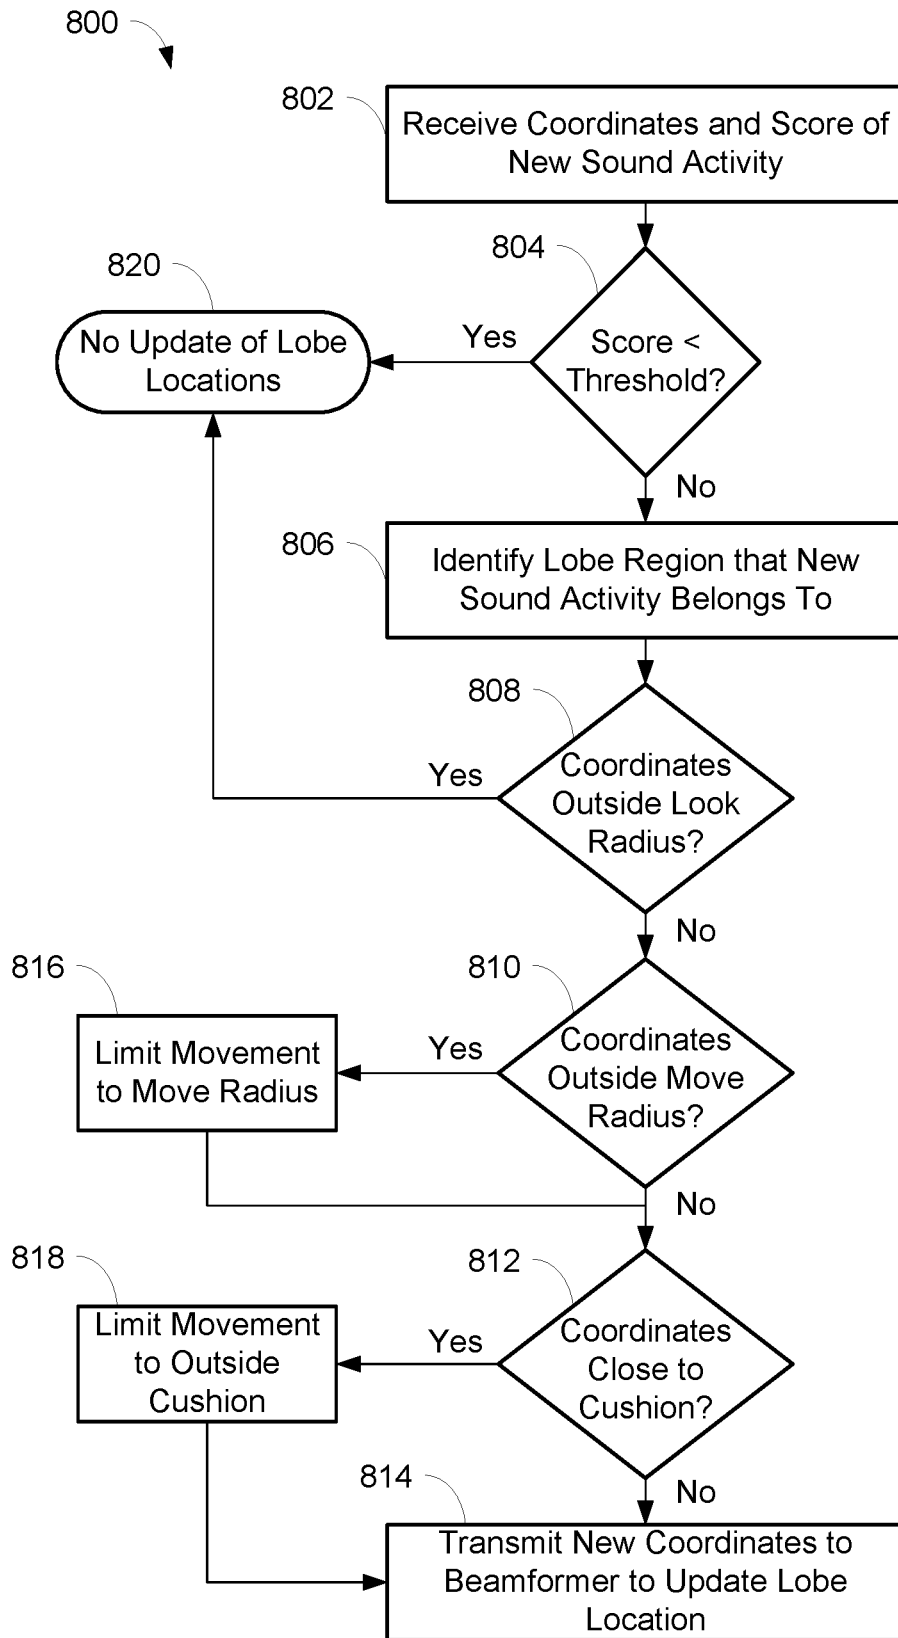 800
802
Receive Coordinates and Score of
New Sound Activity
804
820
Score <
Threshold?
Yes
No Update of Lobe
Locations
No
806
Identify Lobe Region that New
Sound Activity Belongs To
808
Coordinates
Outside Look
Radius?
Yes
No
816
810
Coordinates
Outside Move
Radius?
Yes
Limit Movement
to Move Radius
No
818
812
Coordinates
Close to
Cushion?
Yes
Limit Movement
to Outside
Cushion
No
814
Transmit New Coordinates to
Beamformer to Update Lobe
Location